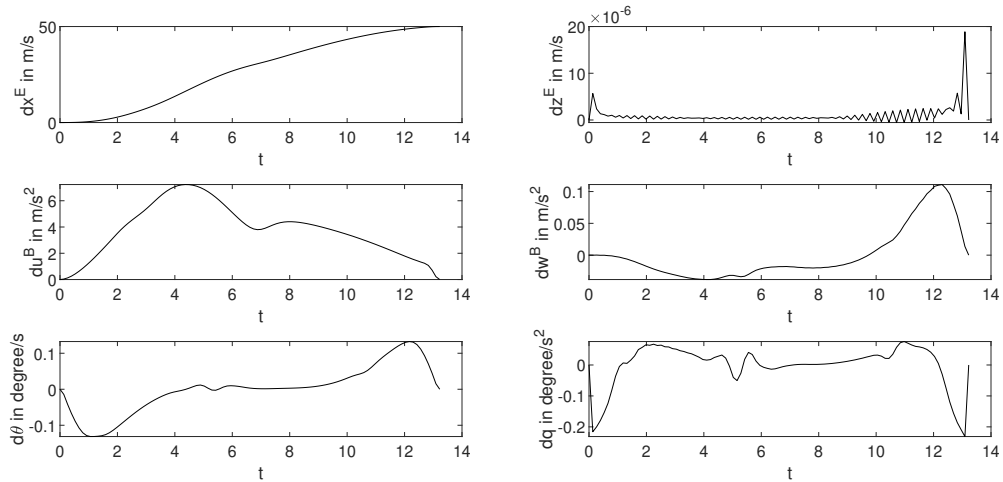 dx^E in m/s
50
0
0 2 4 6 8 10 12 14
t
dz^E in m/s
×10^-6
20
10
0
0 2 4 6 8 10 12 14
t
du^B in m/s^2
6
4
2
0
0 2 4 6 8 10 12 14
t
dw^B in m/s^2
0.1
0.05
0
0 2 4 6 8 10 12 14
t
dθ in degree/s
0.1
0
-0.1
0 2 4 6 8 10 12 14
t
dq in degree/s^2
0
-0.1
-0.2
0 2 4 6 8 10 12 14
t